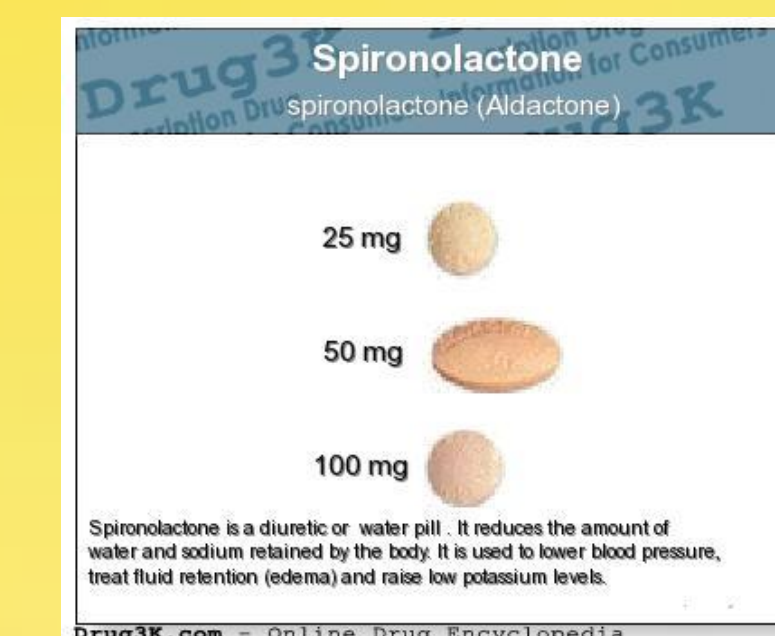 Spironolactone
spironolactone (Aldactone)
Drug3K
25 mg
50 mg
100 mg
Spironolactone is a diuretic or water pill . It reduces the amount of
water and sodium retained by the body. It is used to lower blood pressure,
treat fluid retention (edema) and raise low potassium levels.
Drug3K.com - Online Drug Encyclopedia